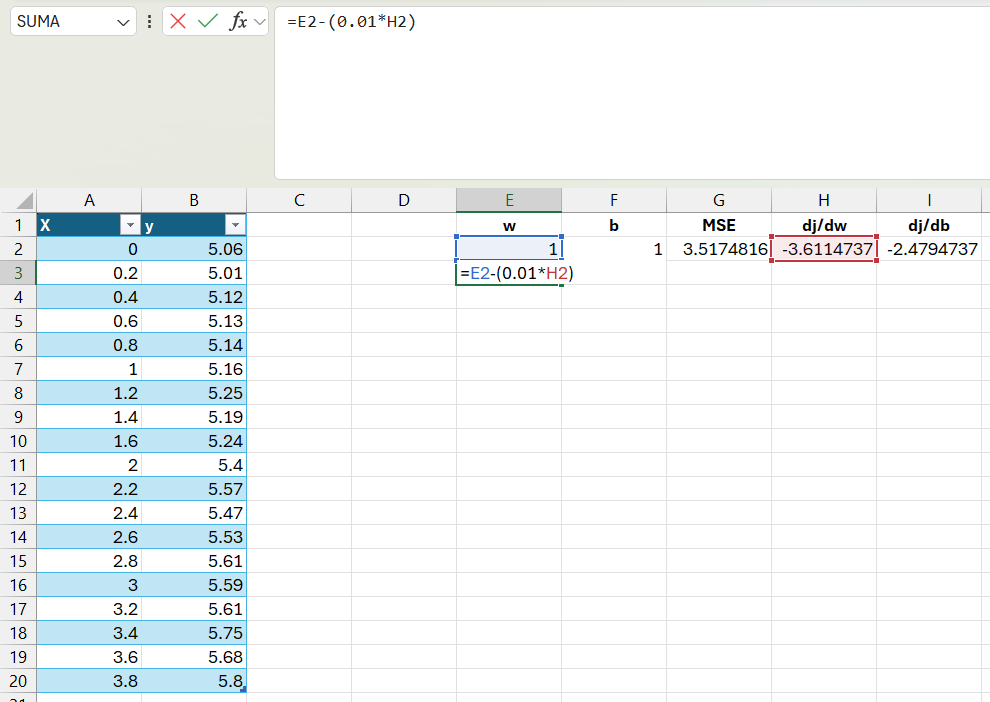 SUMA fx =E2-(0.01*H2)
A B C D E F G H I
1 X y w b MSE dj/dw dj/db
2 0 5.06 1 1 3.5174816 -3.6114737 -2.4794737
3 0.2 5.01 =E2-(0.01*H2)
4 0.4 5.12
5 0.6 5.13
6 0.8 5.14
7 1 5.16
8 1.2 5.25
9 1.4 5.19
10 1.6 5.24
11 2 5.4
12 2.2 5.57
13 2.4 5.47
14 2.6 5.53
15 2.8 5.61
16 3 5.59
17 3.2 5.61
18 3.4 5.75
19 3.6 5.68
20 3.8 5.8